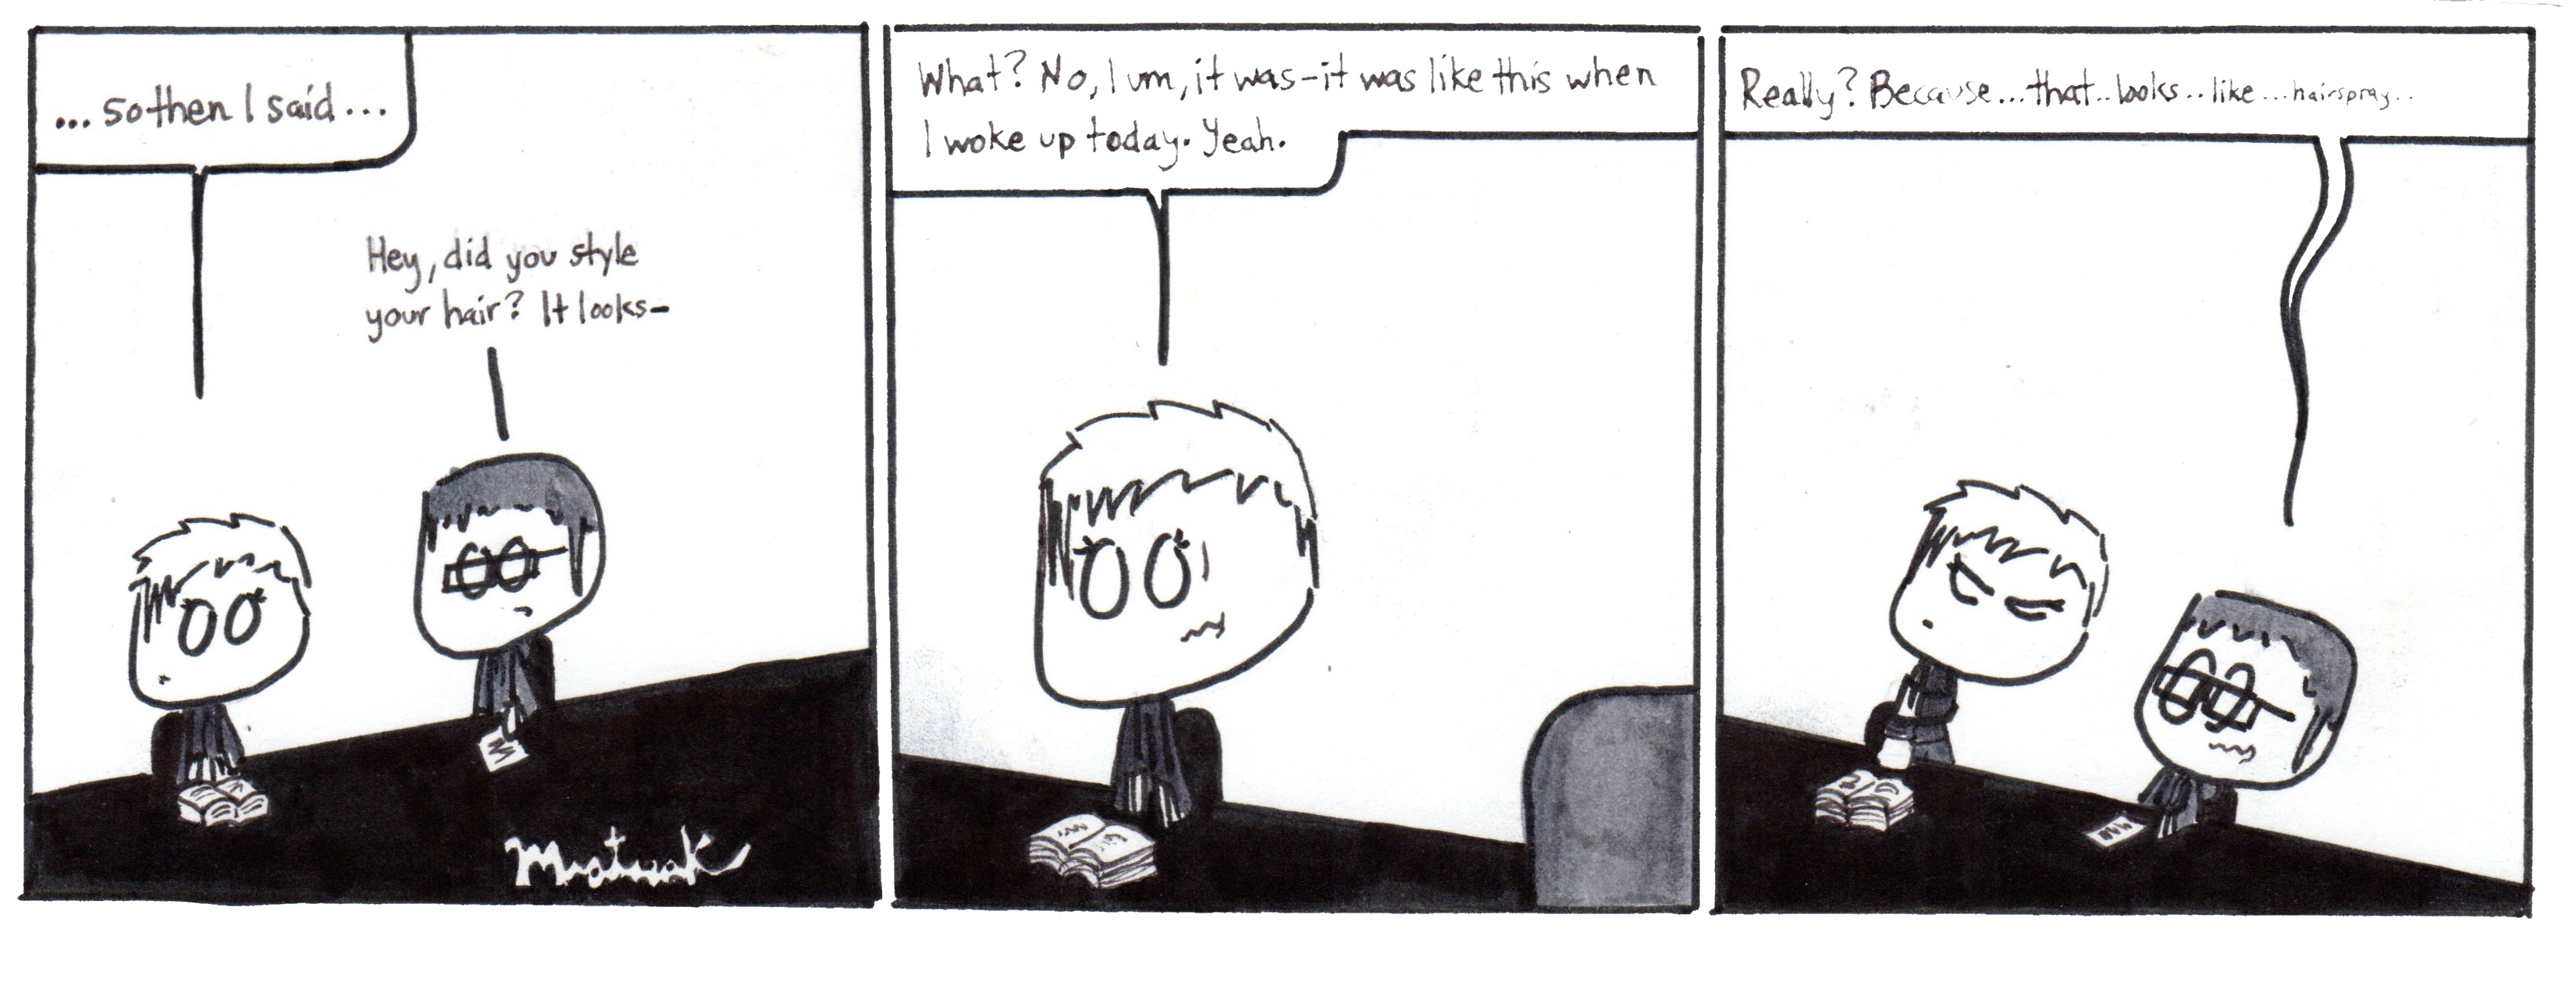 ...so then I said...
Hey, did you style
your hair? It looks-
What? No, I um, it was-it was like this when
I woke up today. Yeah.
Really? Because...that..looks..like...hairspray..